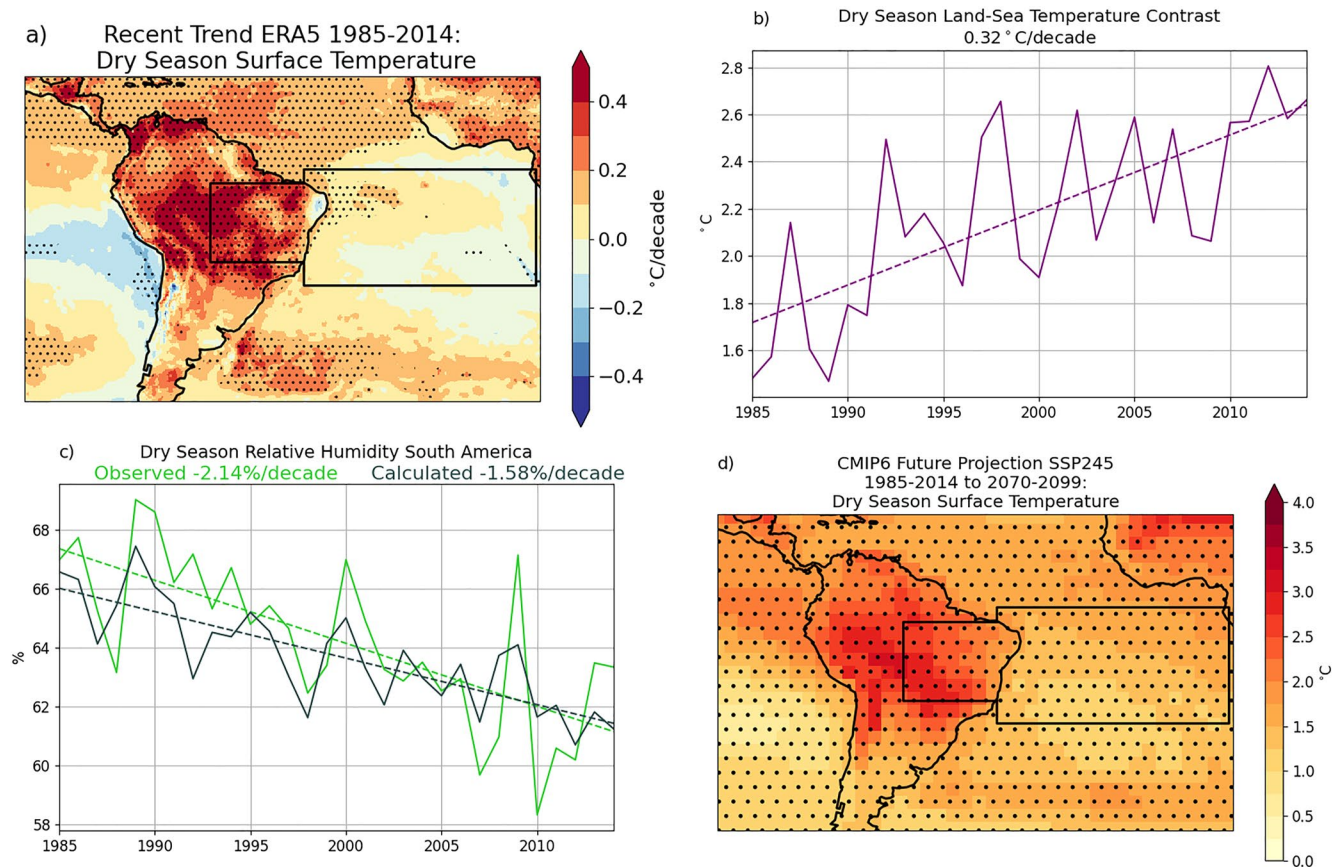 a)
Recent Trend ERA5 1985-2014:
Dry Season Surface Temperature
0.4
0.2
0.0
−0.2
−0.4
°C/decade
b)
Dry Season Land-Sea Temperature Contrast
0.32°C/decade
2.8
2.6
2.4
2.2
2.0
1.8
1.6
°C
1985 1990 1995 2000 2005 2010
c)
Dry Season Relative Humidity South America
Observed -2.14%/decade Calculated -1.58%/decade
68
66
64
62
60
58
%
1985 1990 1995 2000 2005 2010
d)
CMIP6 Future Projection SSP245
1985-2014 to 2070-2099:
Dry Season Surface Temperature
4.0
3.5
3.0
2.5
2.0
1.5
1.0
0.5
0.0
°C